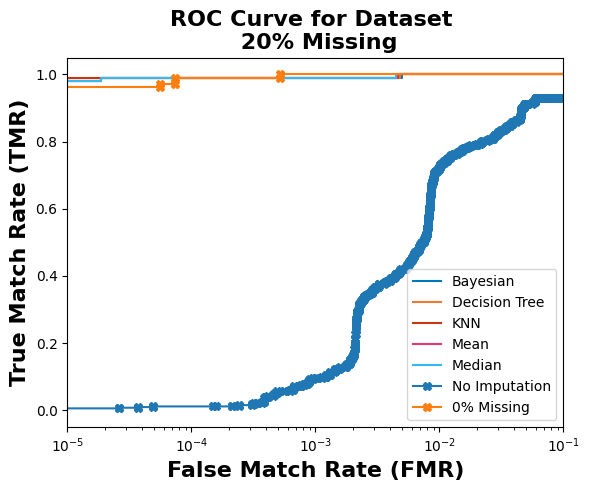 ROC Curve for Dataset
20% Missing
True Match Rate (TMR)
1.0
0.8
0.6
0.4
0.2
0.0
Bayesian
Decision Tree
KNN
Mean
Median
No Imputation
0% Missing
10⁻⁵
10⁻⁴
10⁻³
10⁻²
10⁻¹
False Match Rate (FMR)